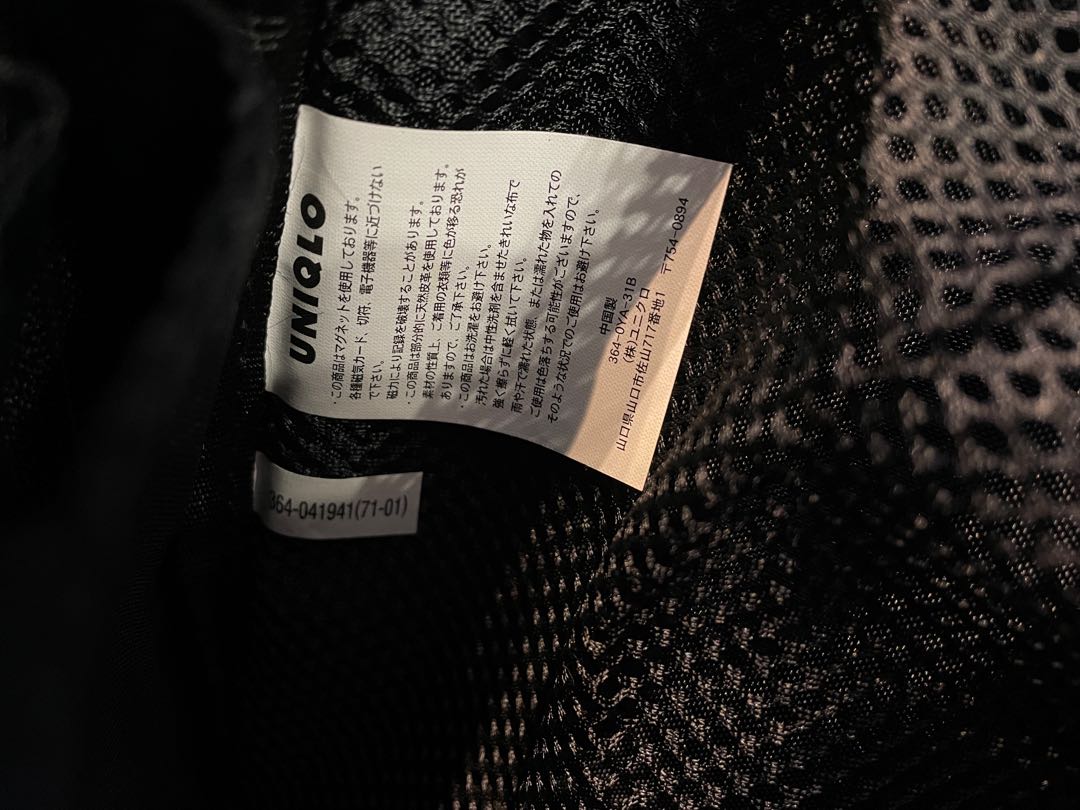 UNIQLO
・この商品はマグネットを使用しております。
各種磁気カード、切符、電子機器等に近づけない
で下さい。
磁力により記録を破壊することがあります。
・この商品は部分的に天然皮革を使用しております。
素材の性質上、ご着用の衣類等に色が移る恐れが
ありますので、ご了承下さい。
・この商品はお洗濯をお避け下さい。
汚れた場合は中性洗剤を含ませたきれいな布で
強く擦らずに軽く拭いて下さい。
雨や汗で濡れた状態、または濡れた物を入れての
ご使用は色落ちする可能性がございますので、
そのような状況でのご使用はお避け下さい。
中国製
364-0YA-31B
(株)ユニクロ
山口県山口市佐山717番地1 〒754-0894
364-041941(71-01)